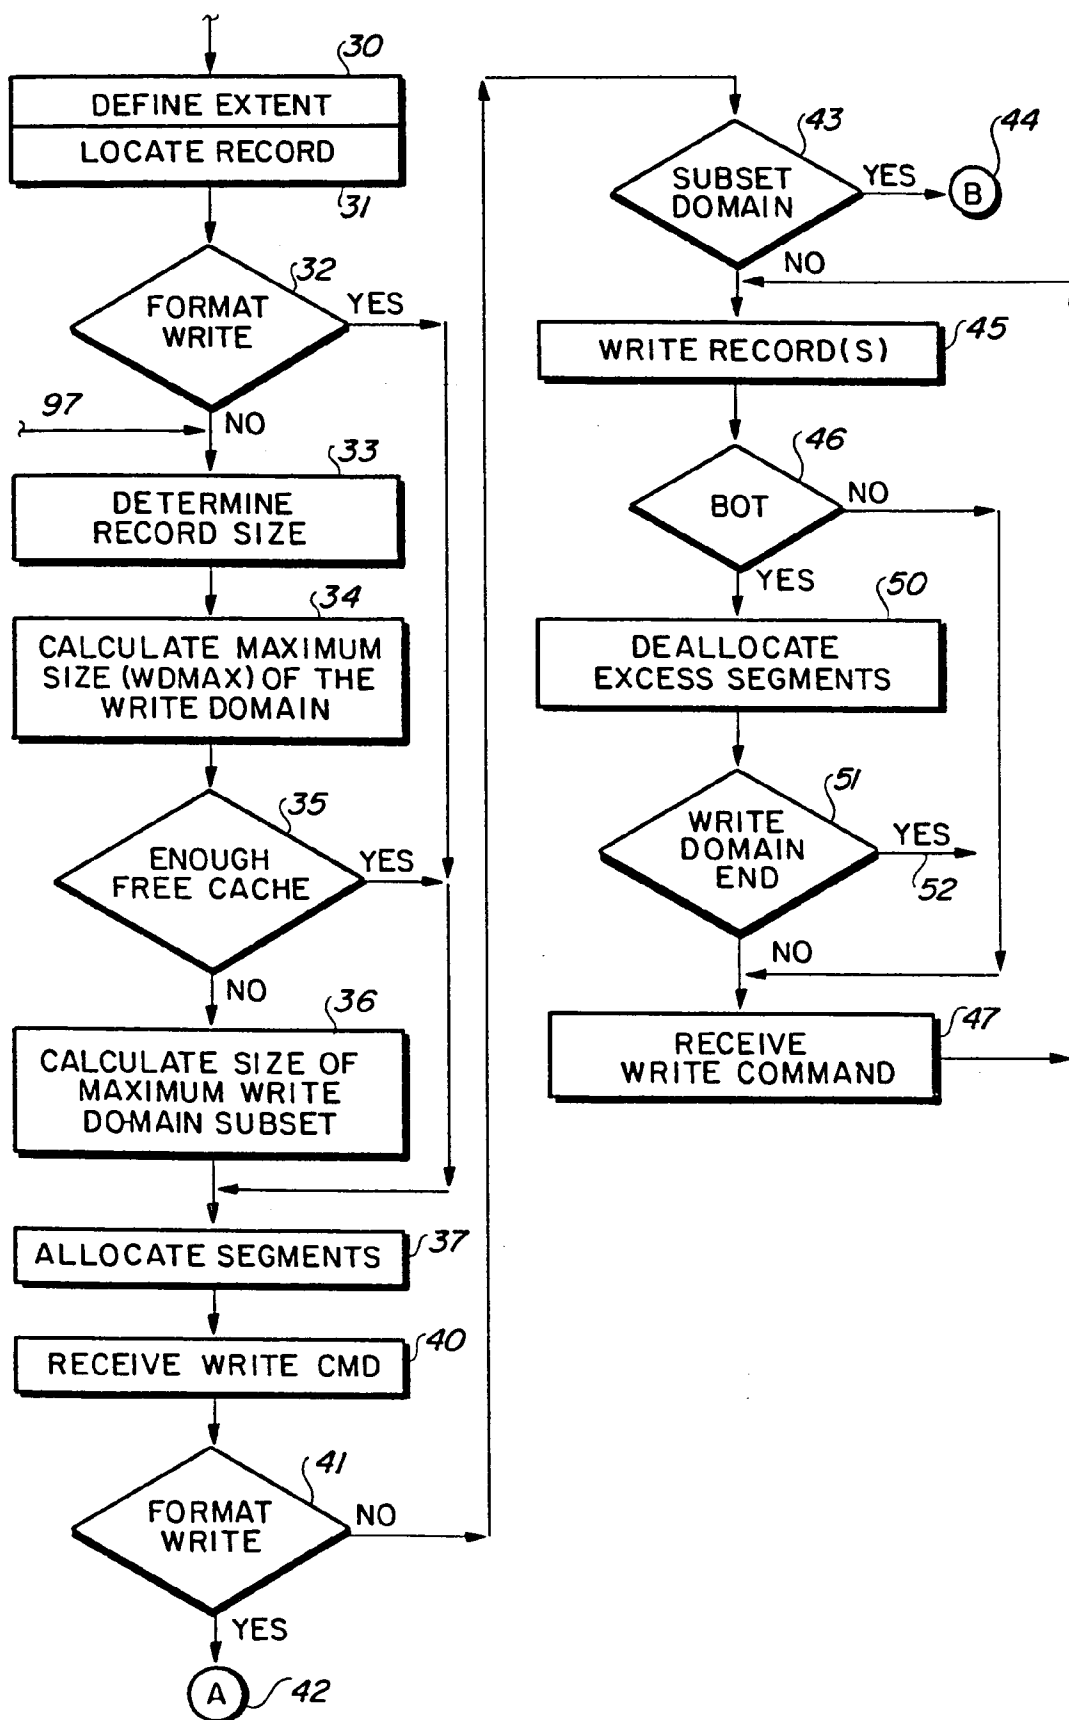 30
DEFINE EXTENT
LOCATE RECORD
31
32
FORMAT
WRITE
YES
97
NO
33
DETERMINE
RECORD SIZE
34
CALCULATE MAXIMUM
SIZE (WDMAX) OF THE
WRITE DOMAIN
35
ENOUGH
FREE CACHE
YES
NO
36
CALCULATE SIZE OF
MAXIMUM WRITE
DOMAIN SUBSET
ALLOCATE SEGMENTS
37
RECEIVE WRITE CMD
40
41
FORMAT
WRITE
NO
YES
A
42
43
44
SUBSET
DOMAIN
YES
B
NO
WRITE RECORD(S)
45
46
BOT
NO
YES
50
DEALLOCATE
EXCESS SEGMENTS
51
WRITE
DOMAIN
END
YES
52
NO
RECEIVE
WRITE COMMAND
47